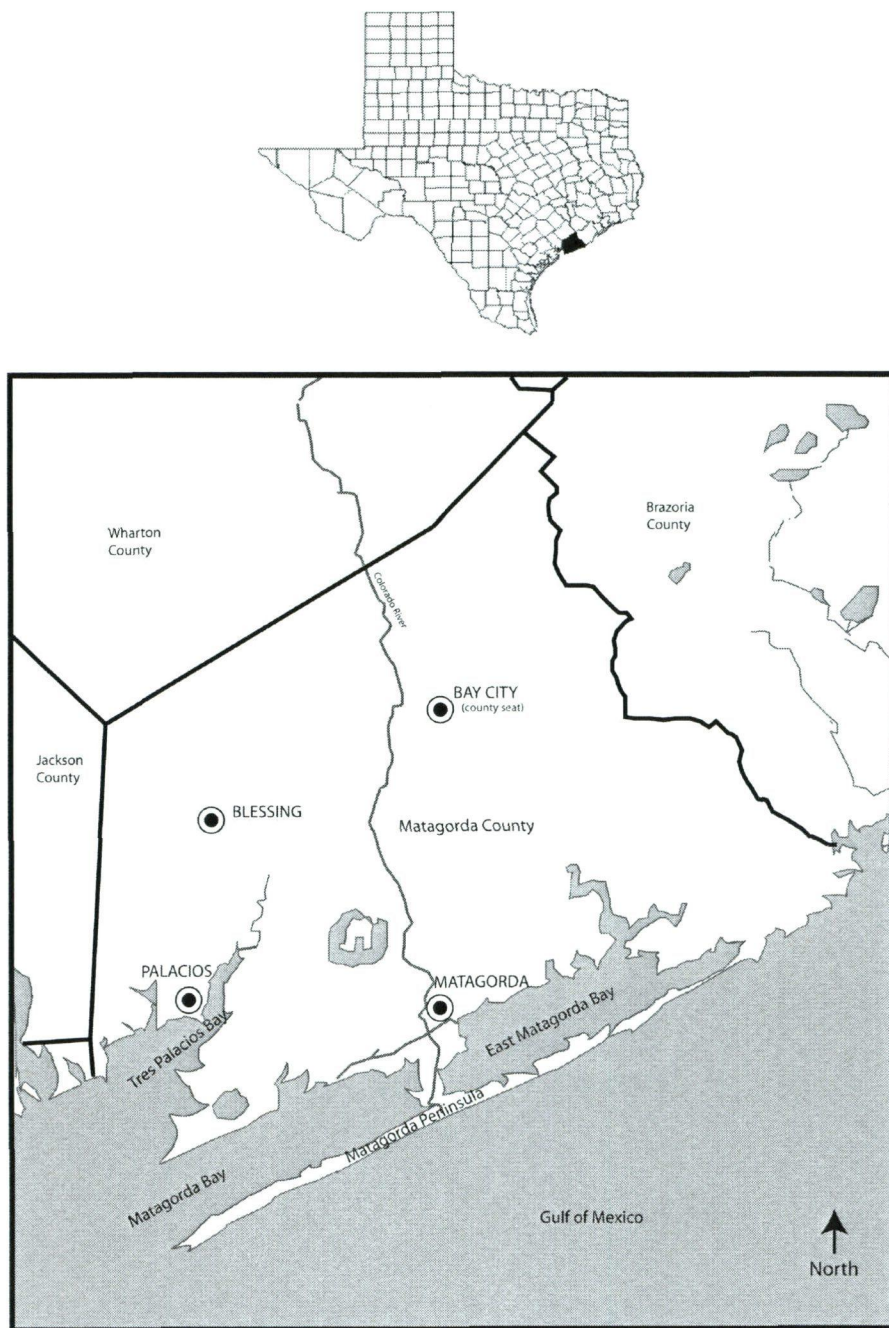 Wharton
County
Brazoria
County
Colorado River
BAY CITY
(county seat)
Jackson
County
BLESSING
Matagorda County
PALACIOS
MATAGORDA
Tres Palacios Bay
East Matagorda Bay
Matagorda Peninsula
Matagorda Bay
Gulf of Mexico
North